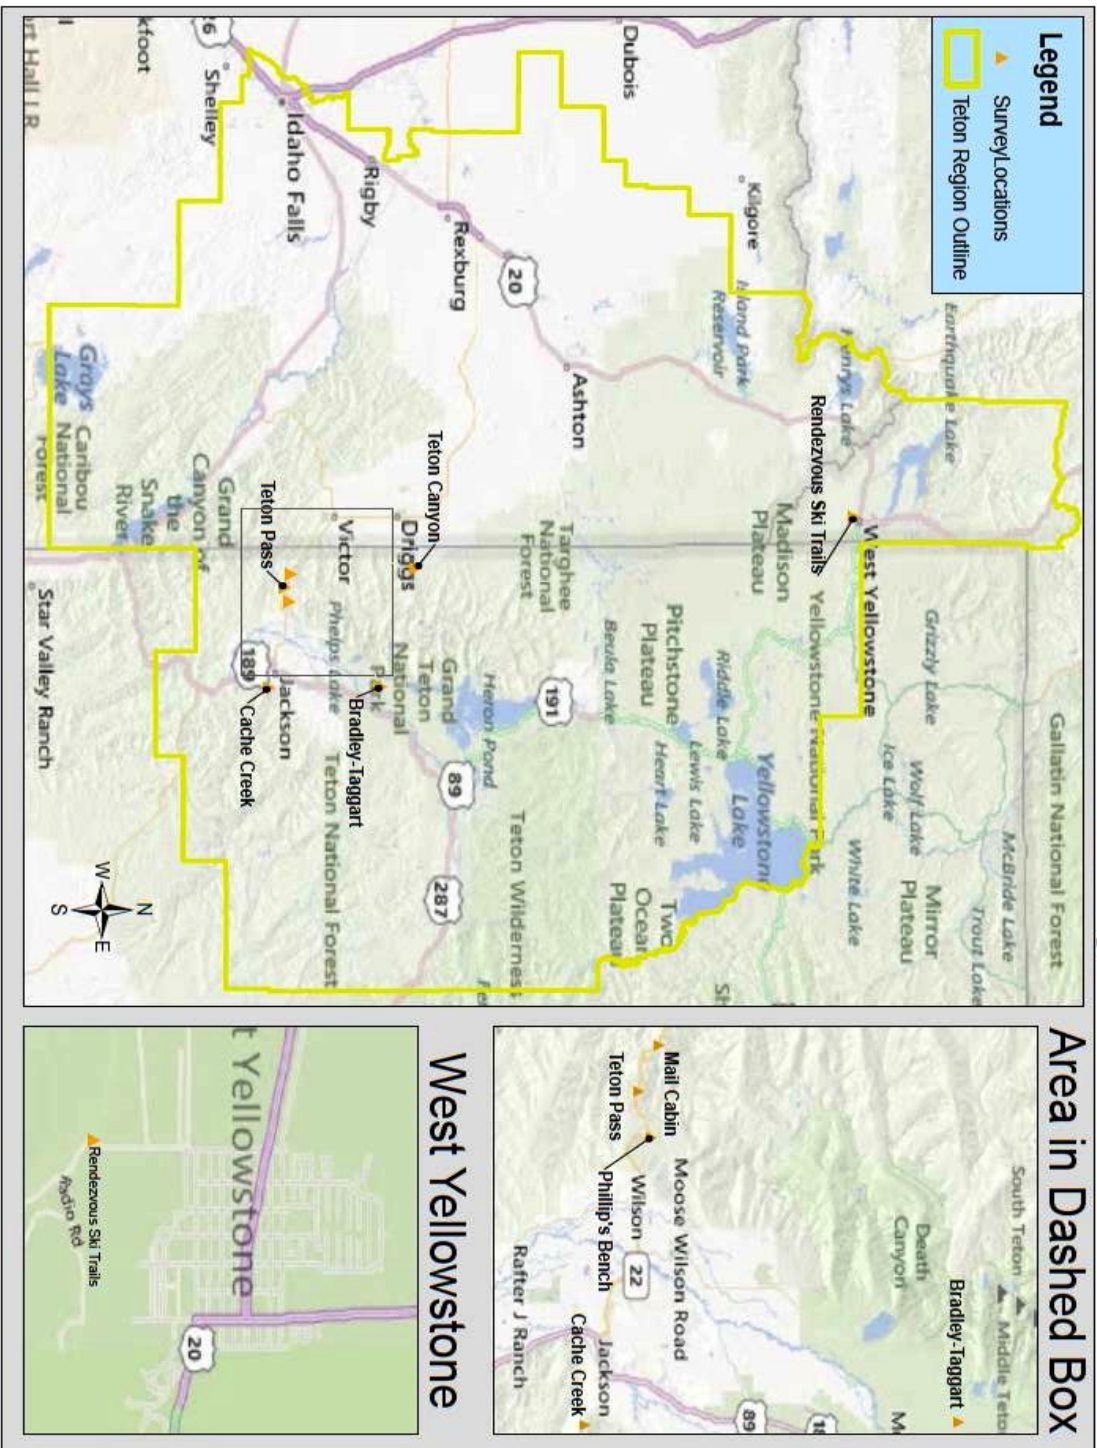 Legend
SurveyLocations
Teton Region Outline
Dubois
Kilgore
Shelley
Idaho Falls
Rigby
Rexburg
20
Ashton
Island Park
Reservoir
Henrys Lake
Earthquake Lake
Rendezvous Ski Trails
West Yellowstone
Madison
Plateau
Yellowstone National Park
Grizzly Lake
Gallatin National Forest
Ice Lake
Wolf Lake
McBride Lake
Trout Lake
Mirror
Plateau
White Lake
Yellowstone
Lake
Riddle Lake
Lewis Lake
Heart Lake
Pitchstone
Plateau
Beula Lake
Two
Ocean
Plateau
Targhee
National
Forest
191
Heron Pond
Teton Wilderness
Grand
Teton
National
Park
89
287
Teton Canyon
Driggs
Victor
Phelps Lake
Teton Pass
Bradley-Taggart
189
Jackson
Cache Creek
Teton National Forest
Grand
Canyon of
the
Snake
River
Grays
Lake
Caribou
National
Forest
Star Valley Ranch
N
W
E
S
Area in Dashed Box
South Teton
Middle Teto
Death
Canyon
Bradley-Taggart
Mail Cabin
Teton Pass
Phillip's Bench
Moose Wilson Road
Wilson
22
Rafter J Ranch
Jackson
Cache Creek
89
West Yellowstone
t Yellowstone
Rendezvous Ski Trails
Radio Rd
20